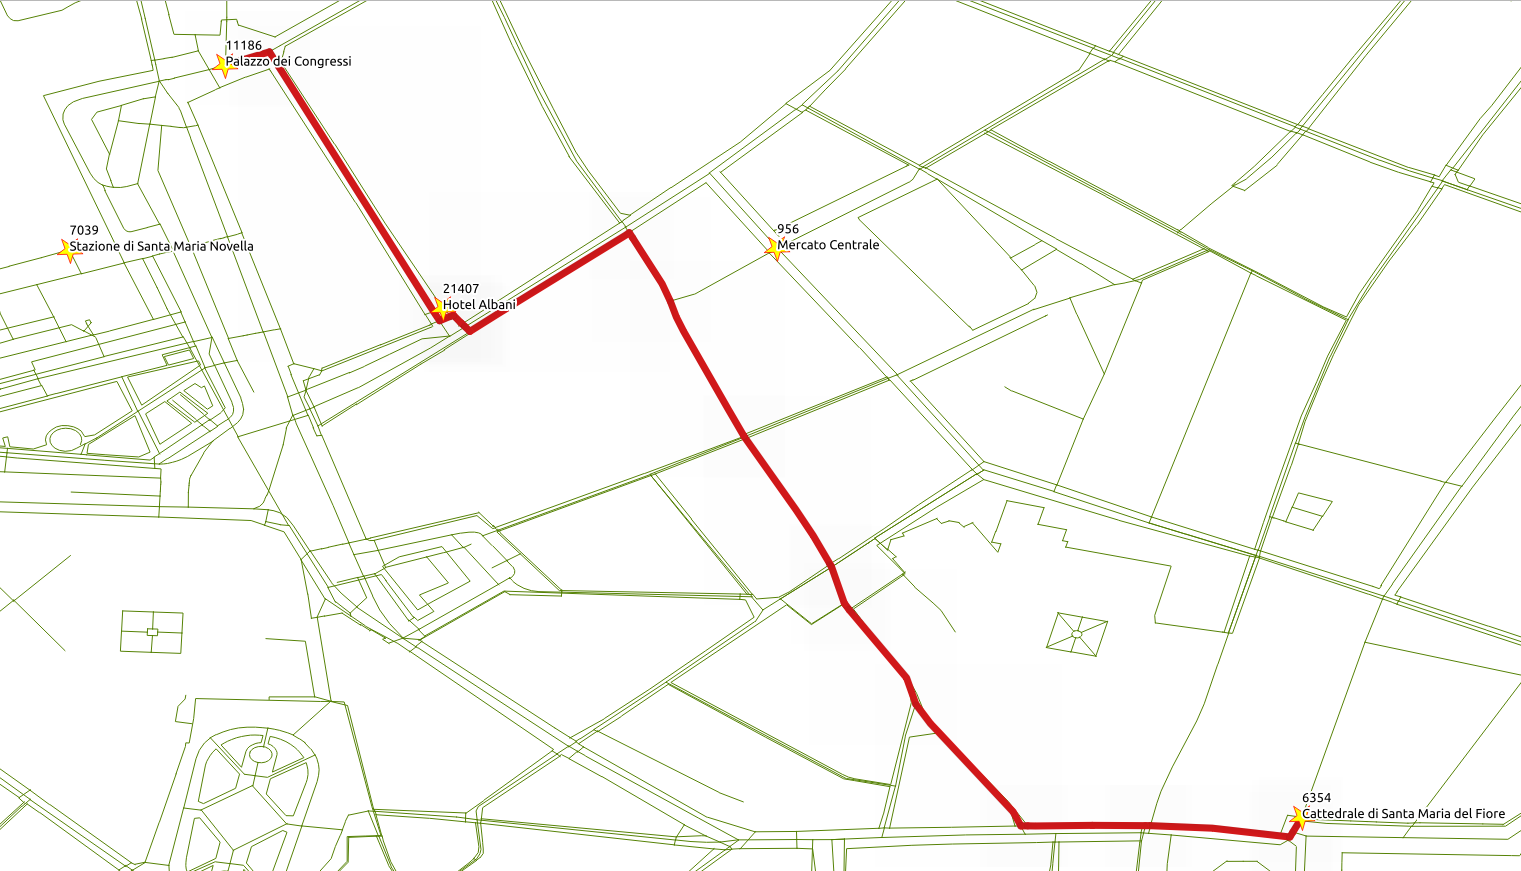 11186
Palazzo dei Congressi
7039
Stazione di Santa Maria Novella
956
Mercato Centrale
21407
Hotel Albani
6354
Cattedrale di Santa Maria del Fiore